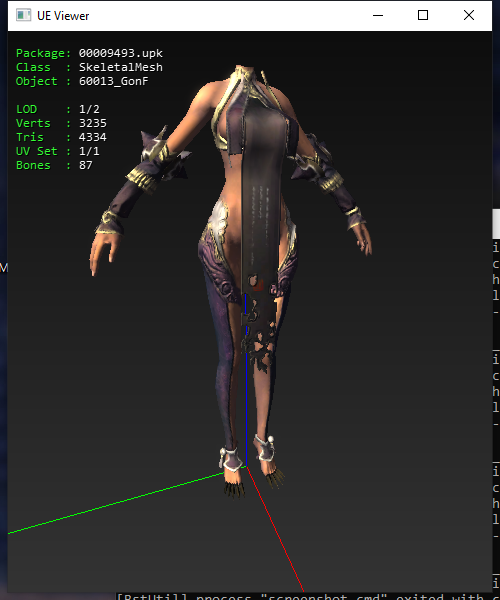 UE Viewer
Package: 00009493.upk
Class : SkeletalMesh
Object : 60013_GonF
LOD : 1/2
Verts : 3235
Tris : 4334
UV Set : 1/1
Bones : 87
M
i
c
h
l
-
i
c
h
l
-
i
c
h
l
-
i
[BstUtil] process "screenshot.cmd" exited with c